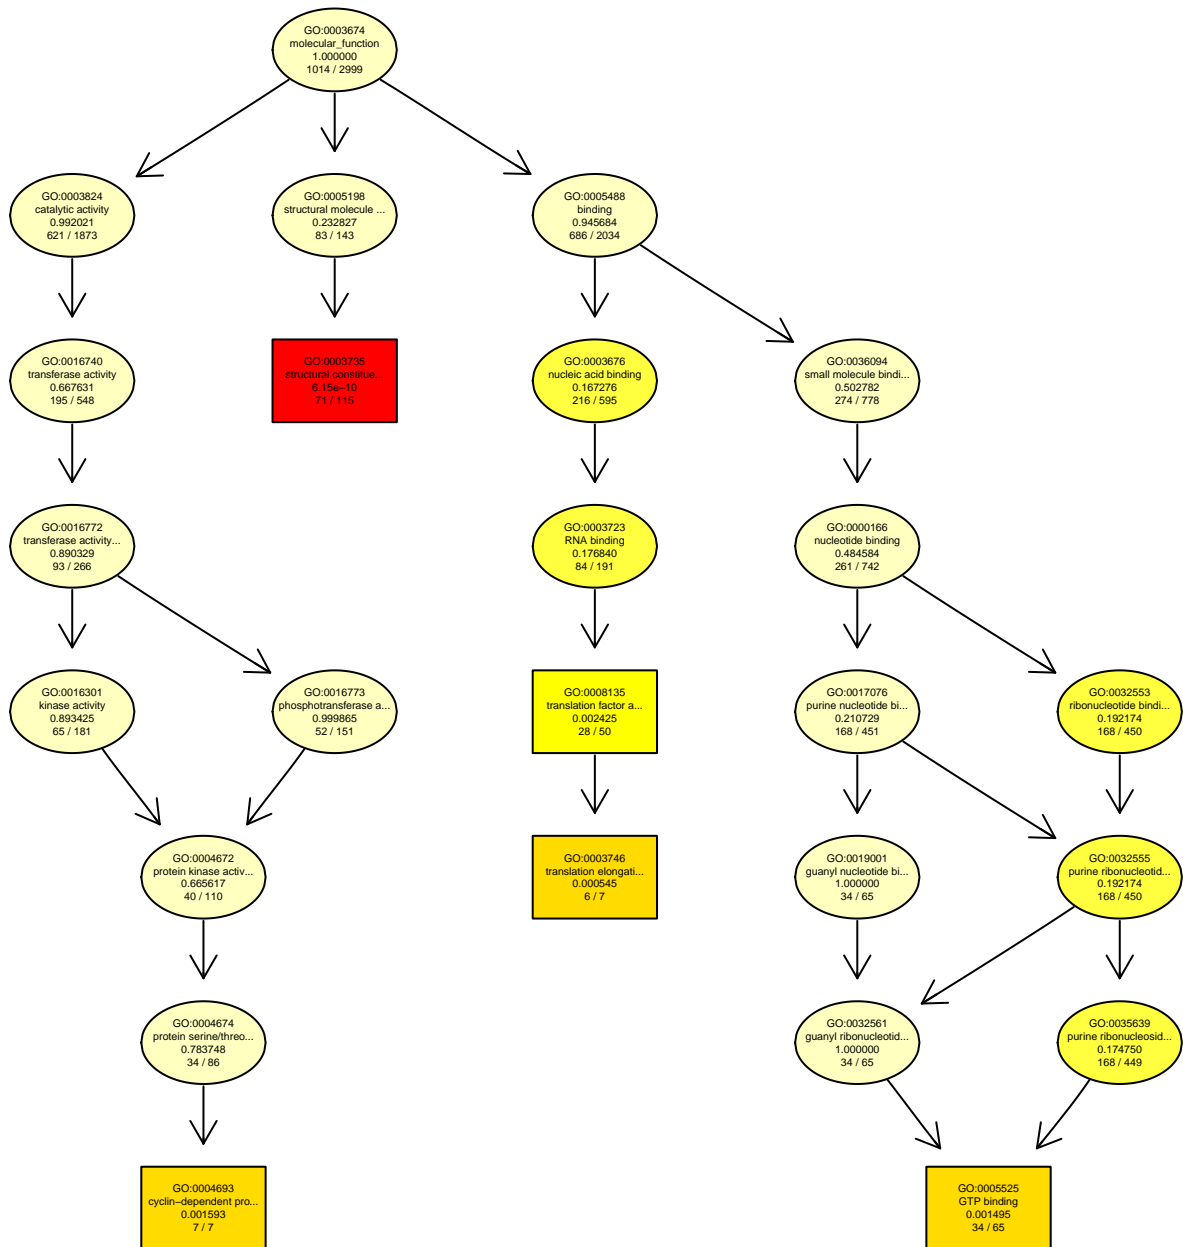 GO:0003674
molecular_function
1.000000
1014 / 2999
GO:0003824
catalytic activity
0.992021
621 / 1873
GO:0005198
structural molecule ...
0.232827
83 / 143
GO:0005488
binding
0.945684
686 / 2034
GO:0016740
transferase activity
0.667631
195 / 548
GO:0003735
structural constitue...
6.15e−10
71 / 115
GO:0003676
nucleic acid binding
0.167276
216 / 595
GO:0036094
small molecule bindi...
0.502782
274 / 778
GO:0016772
transferase activity...
0.890329
93 / 266
GO:0003723
RNA binding
0.176840
84 / 191
GO:0000166
nucleotide binding
0.484584
261 / 742
GO:0016301
kinase activity
0.893425
65 / 181
GO:0016773
phosphotransferase a...
0.999865
52 / 151
GO:0008135
translation factor a...
0.002425
28 / 50
GO:0017076
purine nucleotide bi...
0.210729
168 / 451
GO:0032553
ribonucleotide bindi...
0.192174
168 / 450
GO:0004672
protein kinase activ...
0.665617
40 / 110
GO:0003746
translation elongati...
0.000545
6 / 7
GO:0019001
guanyl nucleotide bi...
1.000000
34 / 65
GO:0032555
purine ribonucleotid...
0.192174
168 / 450
GO:0004674
protein serine/threo...
0.783748
34 / 86
GO:0032561
guanyl ribonucleotid...
1.000000
34 / 65
GO:0035639
purine ribonucleosid...
0.174750
168 / 449
GO:0004693
cyclin−dependent pro...
0.001593
7 / 7
GO:0005525
GTP binding
0.001495
34 / 65